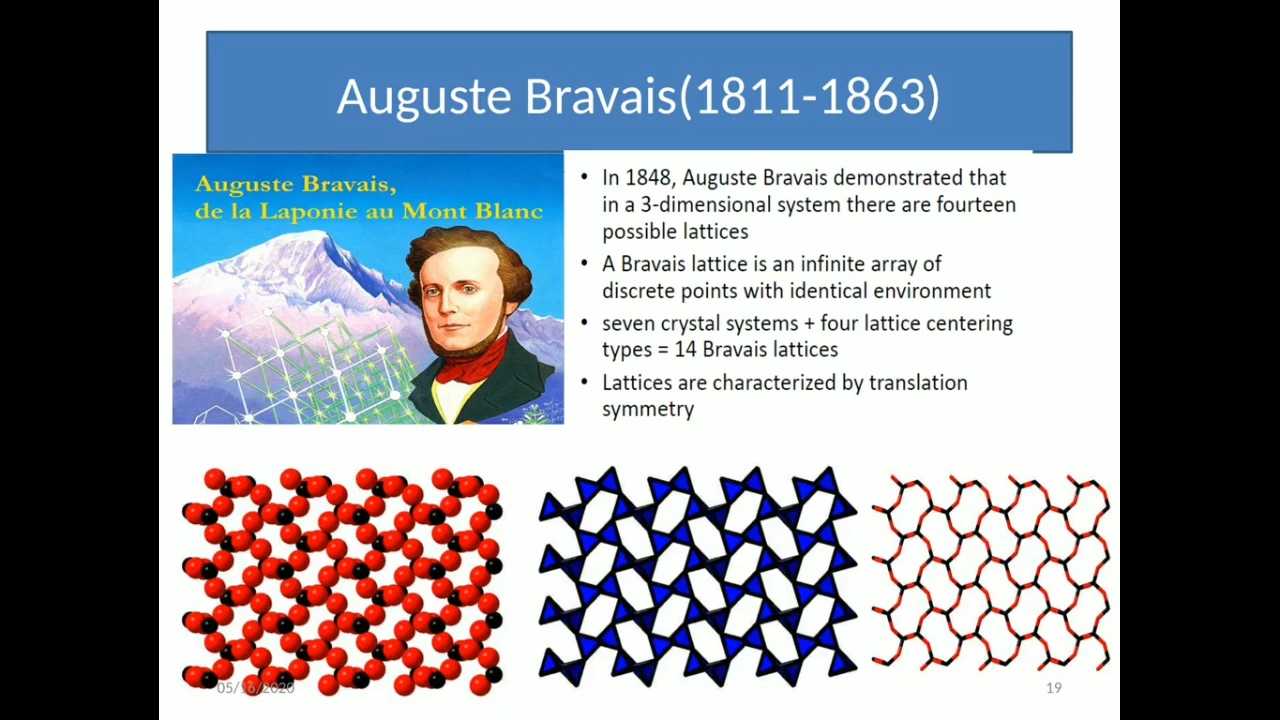 Auguste Bravais(1811-1863)
Auguste Bravais,
de la Laponie au Mont Blanc
• In 1848, Auguste Bravais demonstrated that
in a 3-dimensional system there are fourteen
possible lattices
• A Bravais lattice is an infinite array of
discrete points with identical environment
• seven crystal systems + four lattice centering
types = 14 Bravais lattices
• Lattices are characterized by translation
symmetry
19